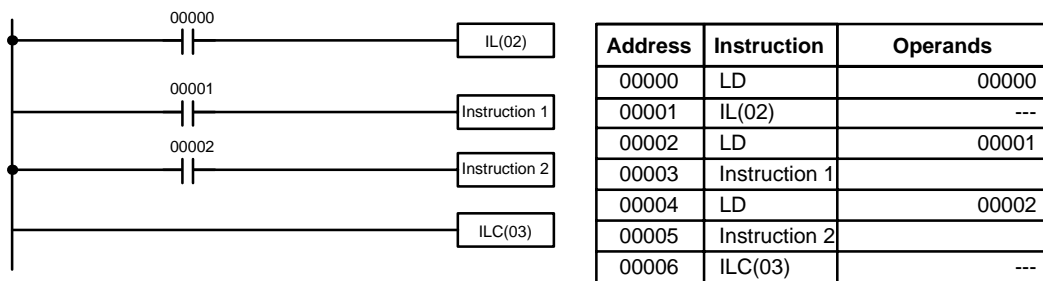 00000
IL(02)
00001
Instruction 1
00002
Instruction 2
ILC(03)
Address Instruction Operands
00000 LD 00000
00001 IL(02) ---
00002 LD 00001
00003 Instruction 1
00004 LD 00002
00005 Instruction 2
00006 ILC(03) ---